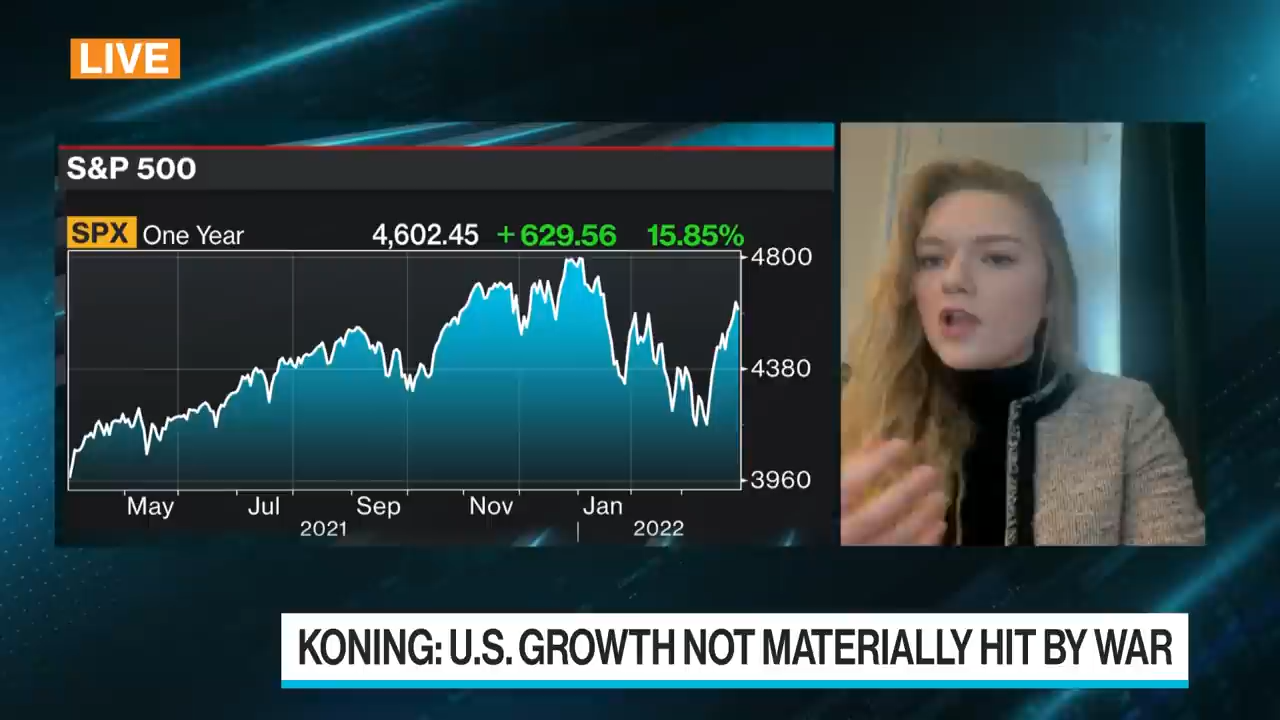 LIVE
S&P 500
SPX One Year 4,602.45 +629.56 15.85%
4800
4380
3960
May Jul Sep Nov Jan
2021 2022
KONING: U.S. GROWTH NOT MATERIALLY HIT BY WAR